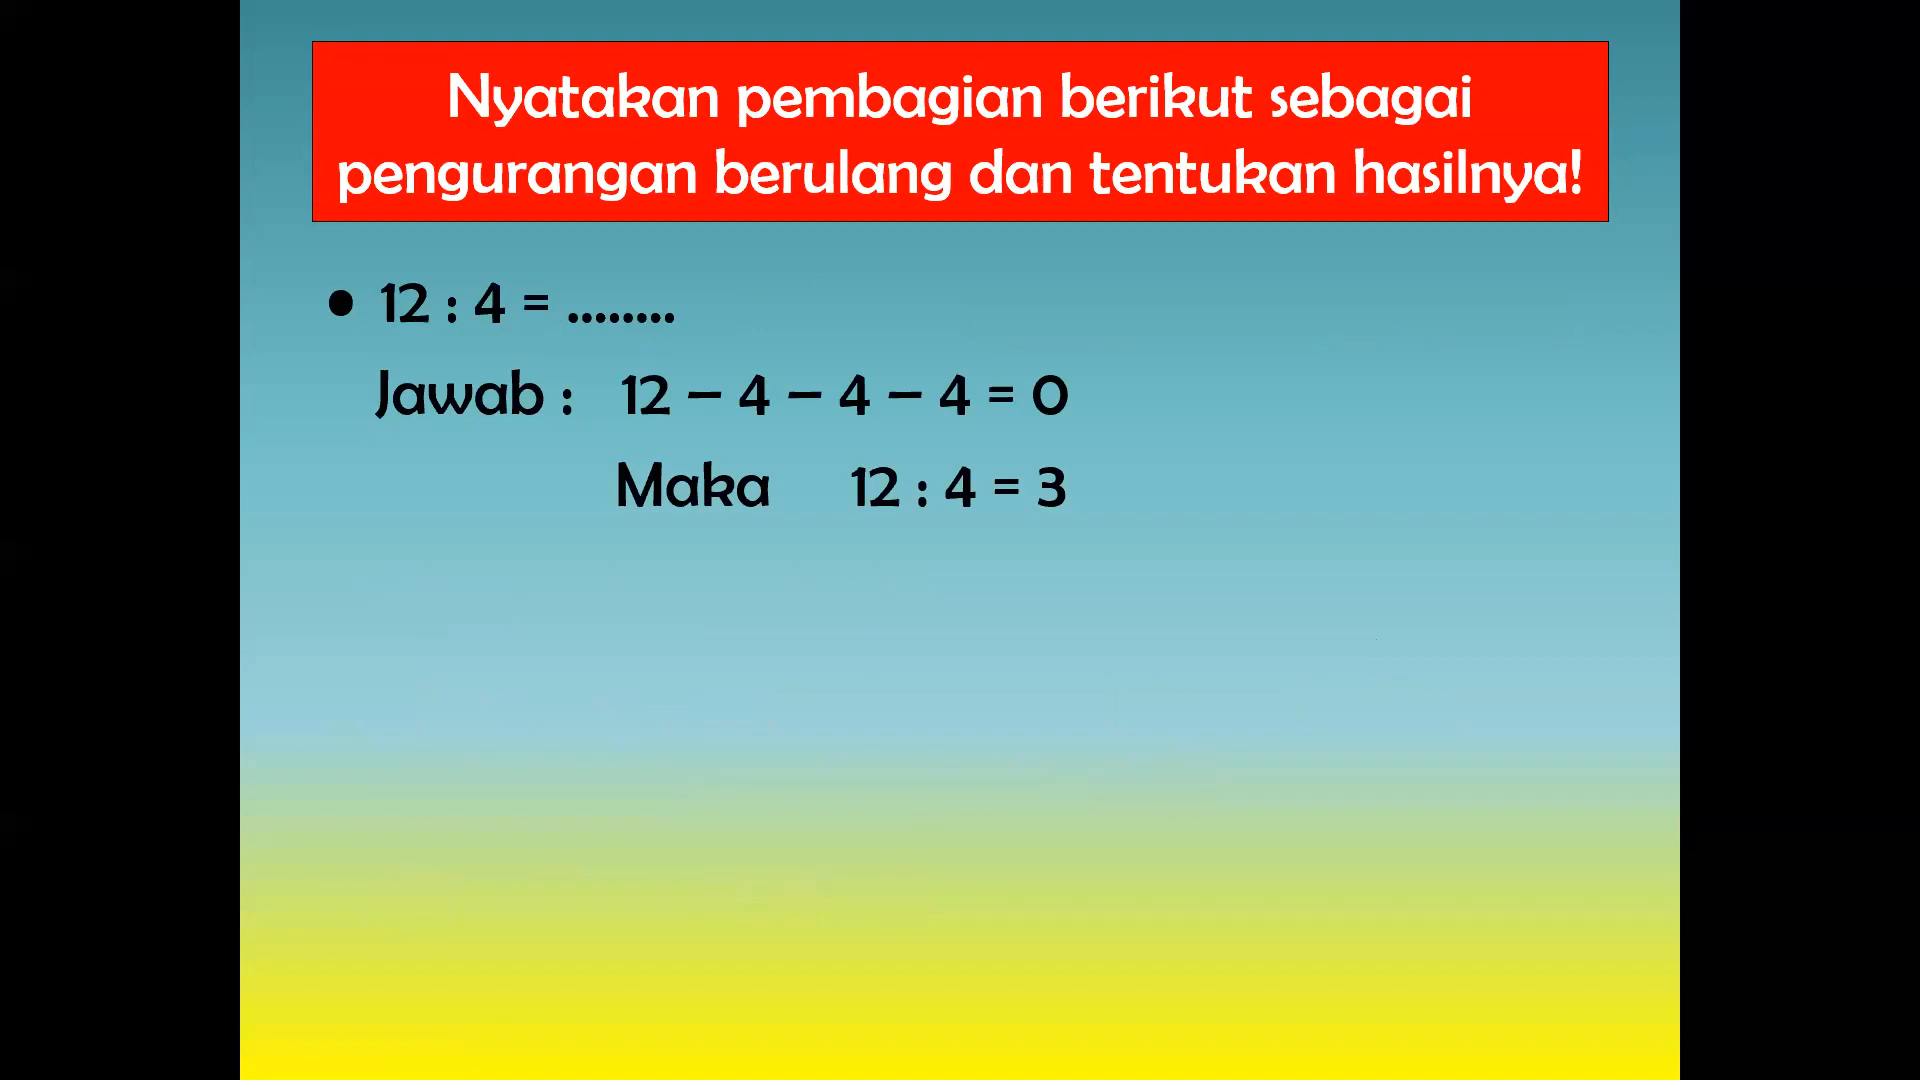 Nyatakan pembagian berikut sebagai
pengurangan berulang dan tentukan hasilnya!
• 12 : 4 = ........
Jawab : 12 – 4 – 4 – 4 = 0
Maka 12 : 4 = 3